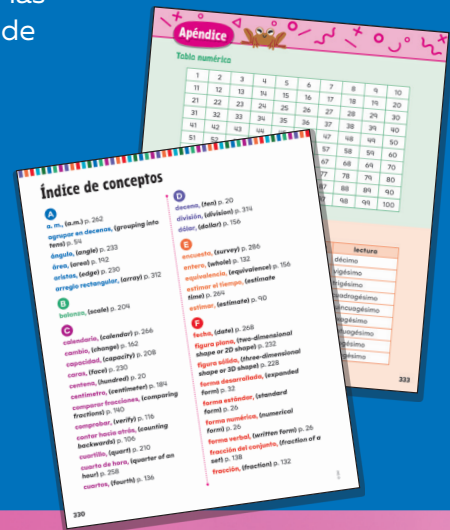 las
de
Apéndice
Tabla numérica
1 2 3 4 5 6 7 8 9 10
11 12 13 14 15 16 17 18 19 20
21 22 23 24 25 26 27 28 29 30
31 32 33 34 35 36 37 38 39 40
41 42 43 44 45 46 47 48 49 50
51 52 57 58 59 60
67 68 69 70
77 78 79 80
87 88 89 90
97 98 99 100
lectura
décimo
vigésimo
333
Índice de conceptos
A
a. m., (a.m.) p. 262
agrupar en decenas, (grouping into
tens) p. 54
ángulo, (angle) p. 233
área, (area) p. 192
aristas, (edge) p. 230
arreglo rectangular, (array) p. 312
B
balanza, (scale) p. 204
C
calendario, (calendar) p. 266
cambio, (change) p. 162
capacidad, (capacity) p. 208
caras, (face) p. 230
centena, (hundred) p. 20
centímetro, (centimeter) p. 184
comparar fracciones, (comparing
fractions) p. 140
comprobar, (verify) p. 116
contar hacia atrás, (counting
backwards) p. 106
cuartillo, (quart) p. 210
cuarto de hora, (quarter of an
hour) p. 258
cuartos, (fourth) p. 136
D
decena, (ten) p. 20
división, (division) p. 314
dólar, (dollar) p. 156
E
encuesta, (survey) p. 286
entero, (whole) p. 132
equivalencia, (equivalence) p. 156
estimar el tiempo, (estimate
time) p. 264
estimar, (estimate) p. 90
F
fecha, (date) p. 268
figura plana, (two-dimensional
shape or 2D shape) p. 232
figura sólida, (three-dimensional
shape or 3D shape) p. 228
forma desarrollada, (expanded
form) p. 32
forma estándar, (standard
form) p. 26
forma numérica, (numerical
form) p. 26
forma verbal, (written form) p. 26
fracción del conjunto, (fraction of a
set) p. 138
fracción, (fraction) p. 132
330